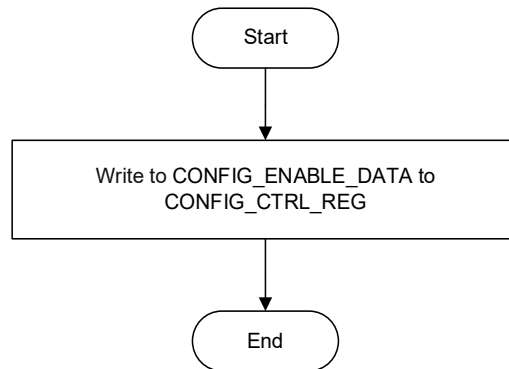 Start
Write to CONFIG_ENABLE_DATA to
CONFIG_CTRL_REG
End